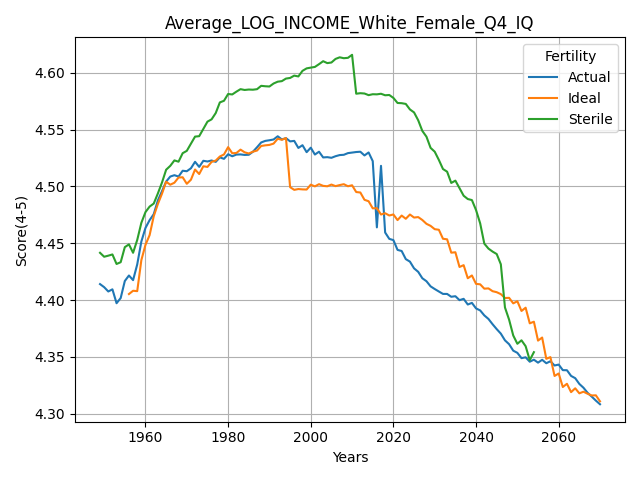 Average_LOG_INCOME_White_Female_Q4_IQ
Fertility
Actual
Ideal
Sterile
Score(4-5)
4.60
4.55
4.50
4.45
4.40
4.35
4.30
1960 1980 2000 2020 2040 2060
Years